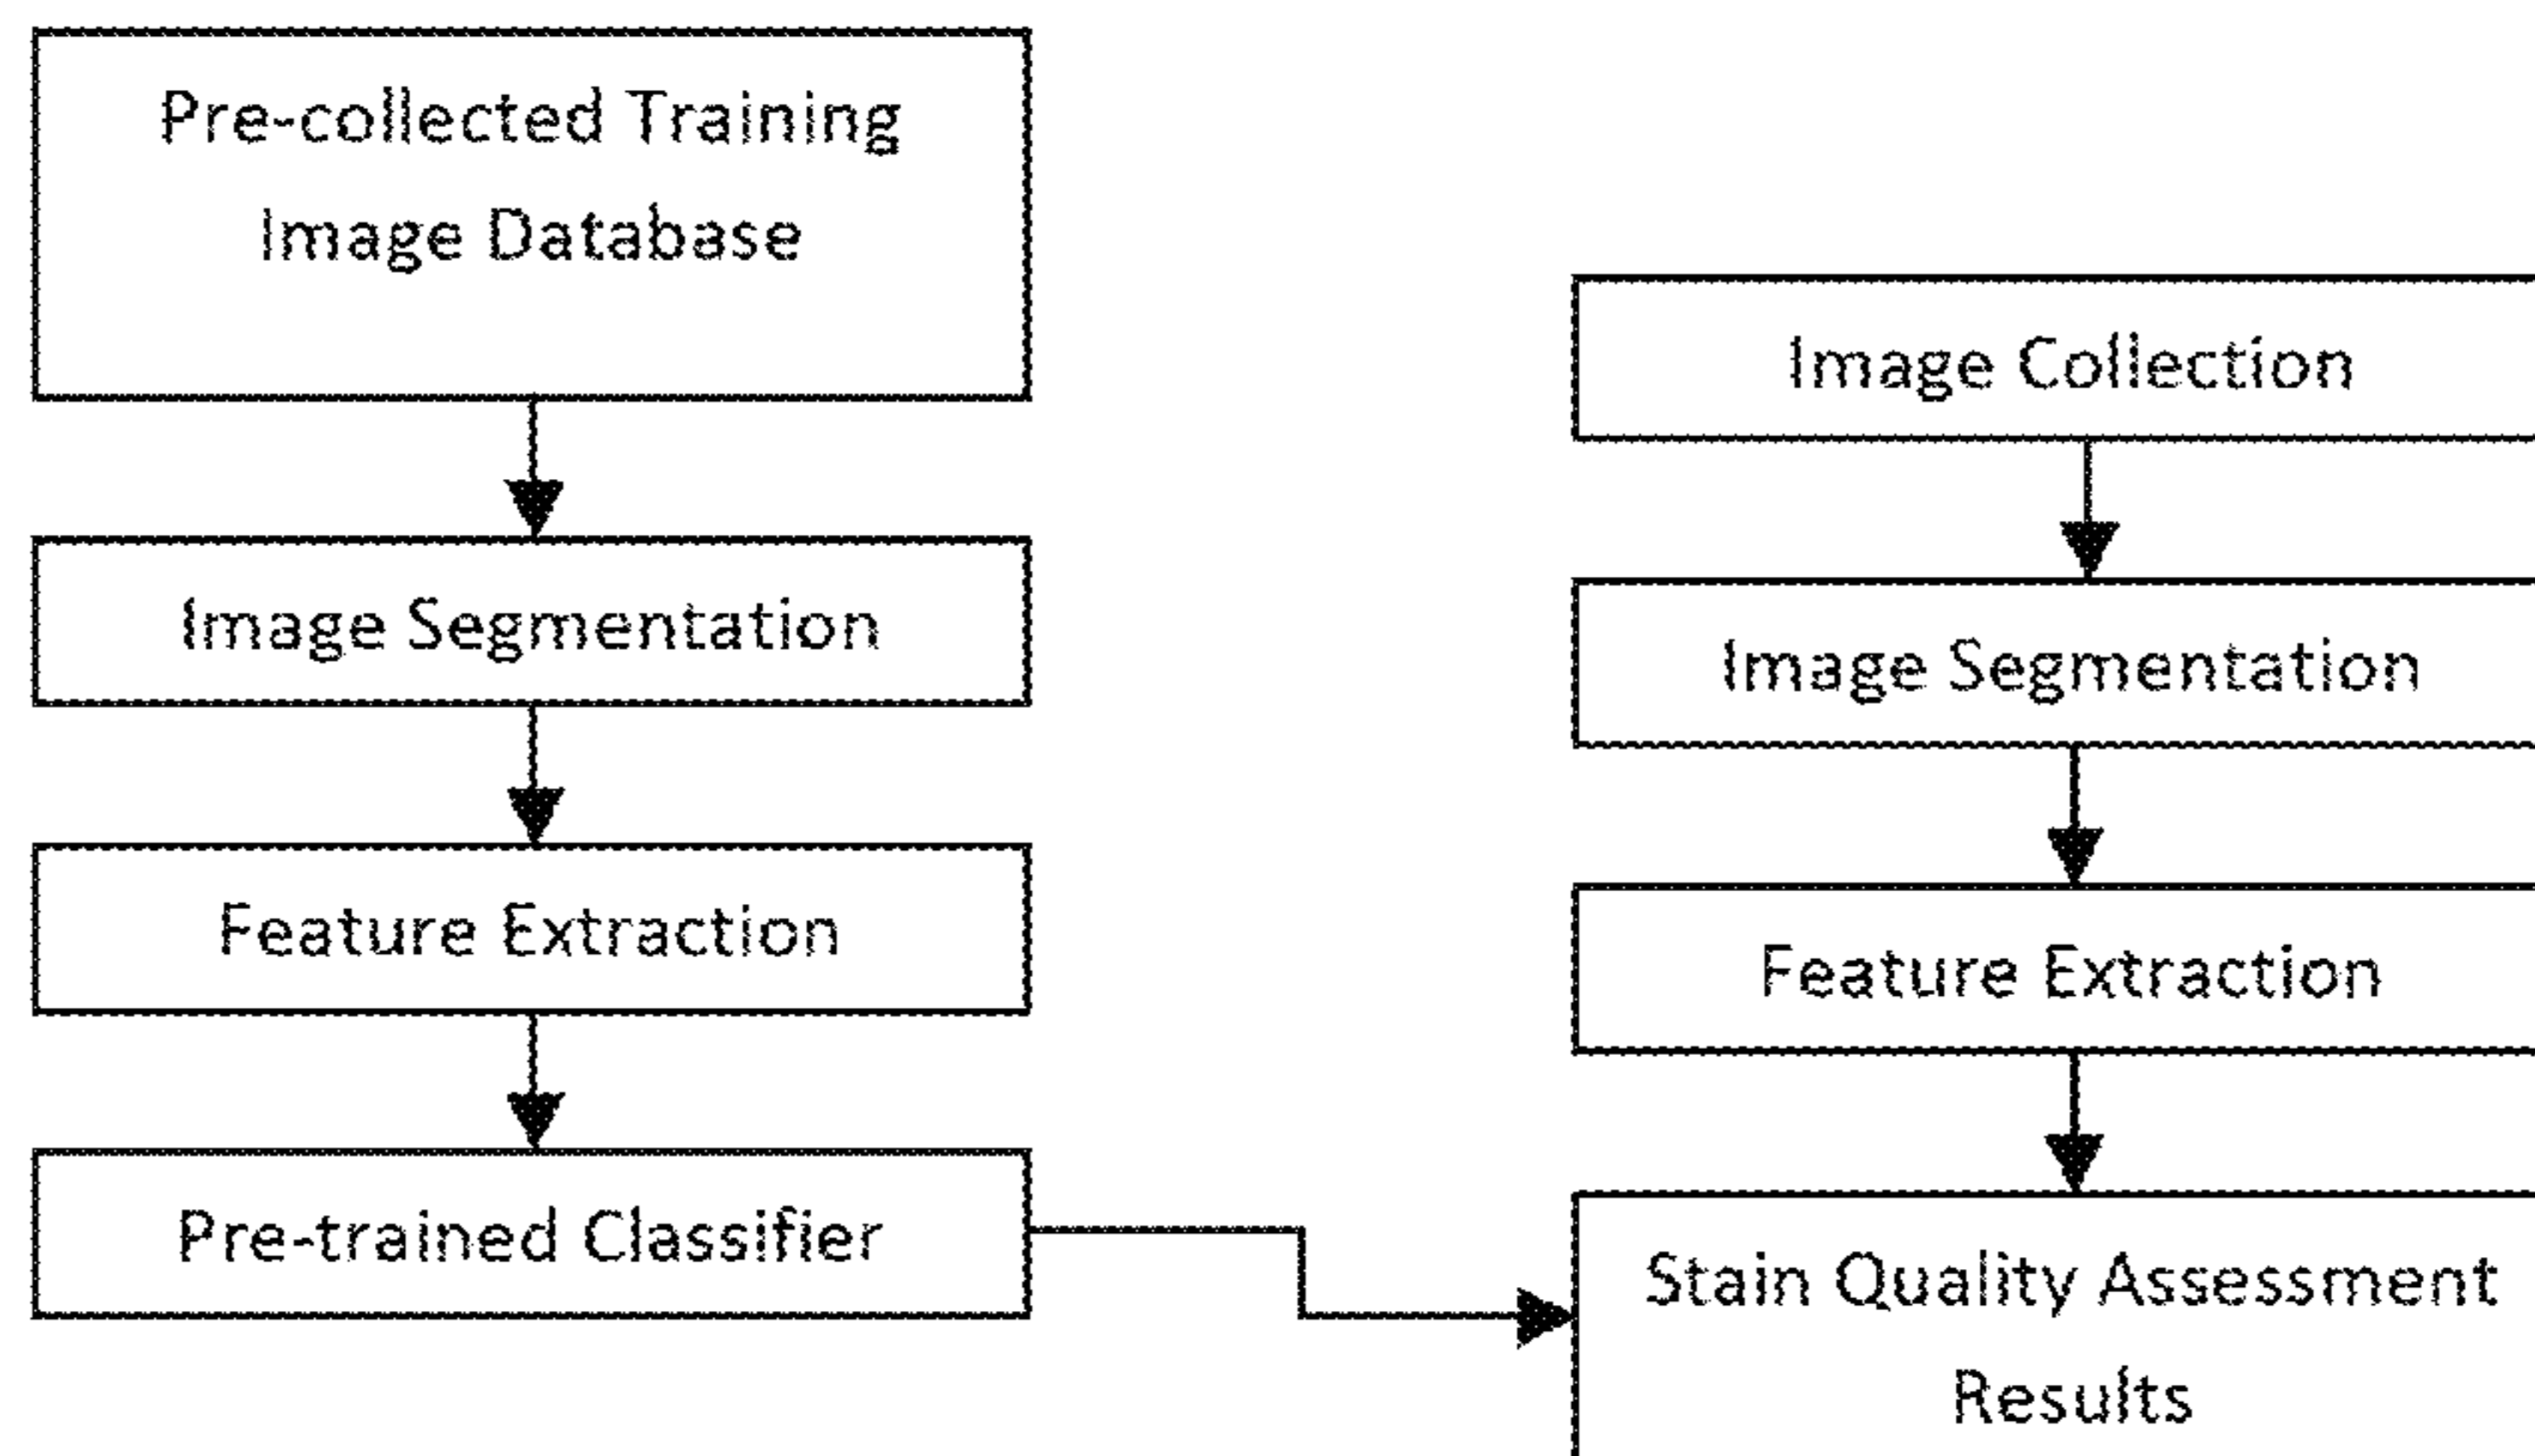 Pre-collected Training
Image Database
Image Segmentation
Feature Extraction
Pre-trained Classifier
Image Collection
Image Segmentation
Feature Extraction
Stain Quality Assessment
Results